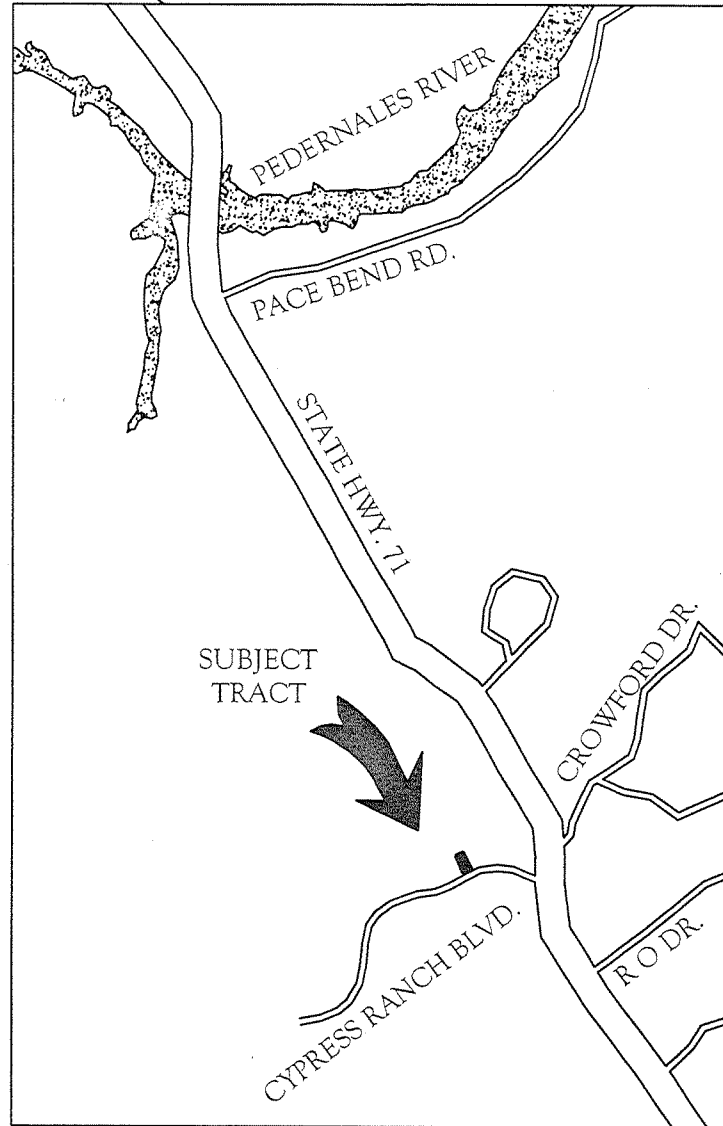 PEDERNALES RIVER
PACE BEND RD.
STATE HWY. 71
SUBJECT
TRACT
CROWFORD DR.
R O DR.
CYPRESS RANCH BLVD.